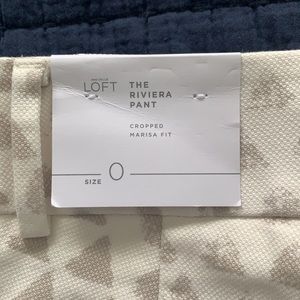 LOFT
THE
RIVIERA
PANT
CROPPED
MARISA FIT
SIZE 0